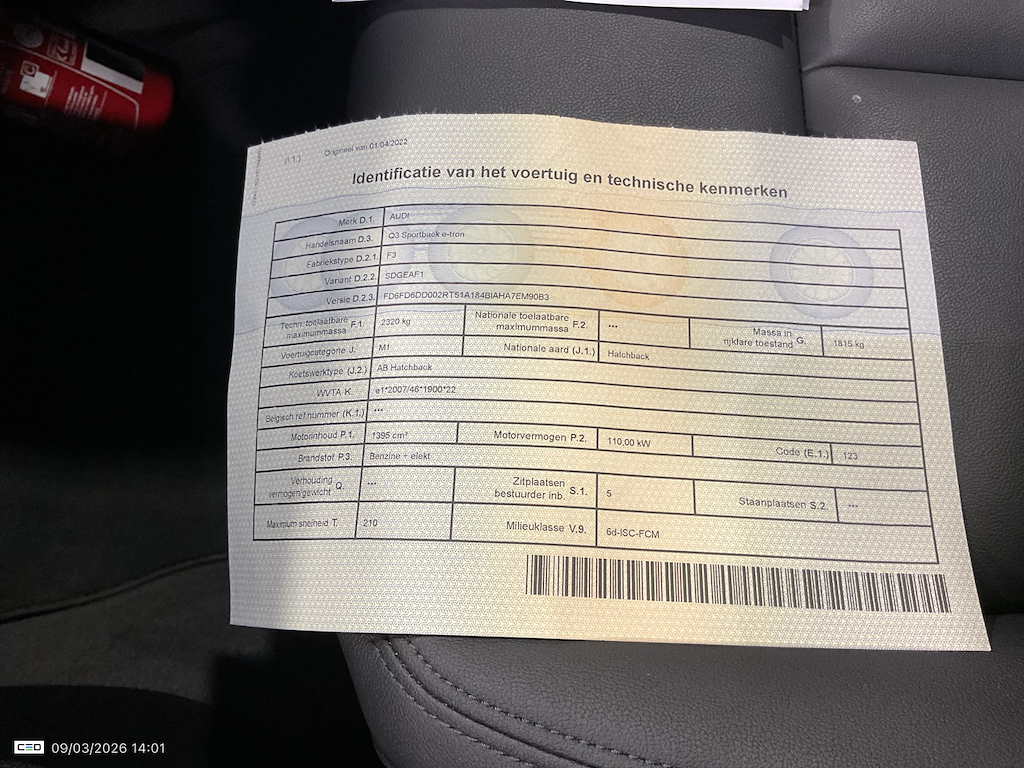 (I.1.) Origineel van 01/04/2022
Identificatie van het voertuig en technische kenmerken
Merk D.1. AUDI
Handelsnaam D.3. Q3 Sportback e-tron
Fabriekstype D.2.1. F3
Variant D.2.2. SDGEAF1
Versie D.2.3. FD6FD6DD002RT51A184BIAHA7EM90B3
Techn. toelaatbare maximummassa F.1. 2320 kg Nationale toelaatbare maximummassa F.2. --- Massa in rijklare toestand G. 1815 kg
Voertuigcategorie J. M1 Nationale aard (J.1.) Hatchback
Koetswerktype (J.2.) AB Hatchback
WVTA K. e1*2007/46*1900*22
Belgisch ref.nummer (K.1.) ---
Motorinhoud P.1. 1395 cm³ Motorvermogen P.2. 110,00 kW Code (E.1.) 123
Brandstof P.3. Benzine + elekt
Verhouding vermogen/gewicht Q. --- Zitplaatsen bestuurder inb. S.1. 5 Staanplaatsen S.2. ---
Maximum snelheid T. 210 Milieuklasse V.9. 6d-ISC-FCM
CED 09/03/2026 14:01